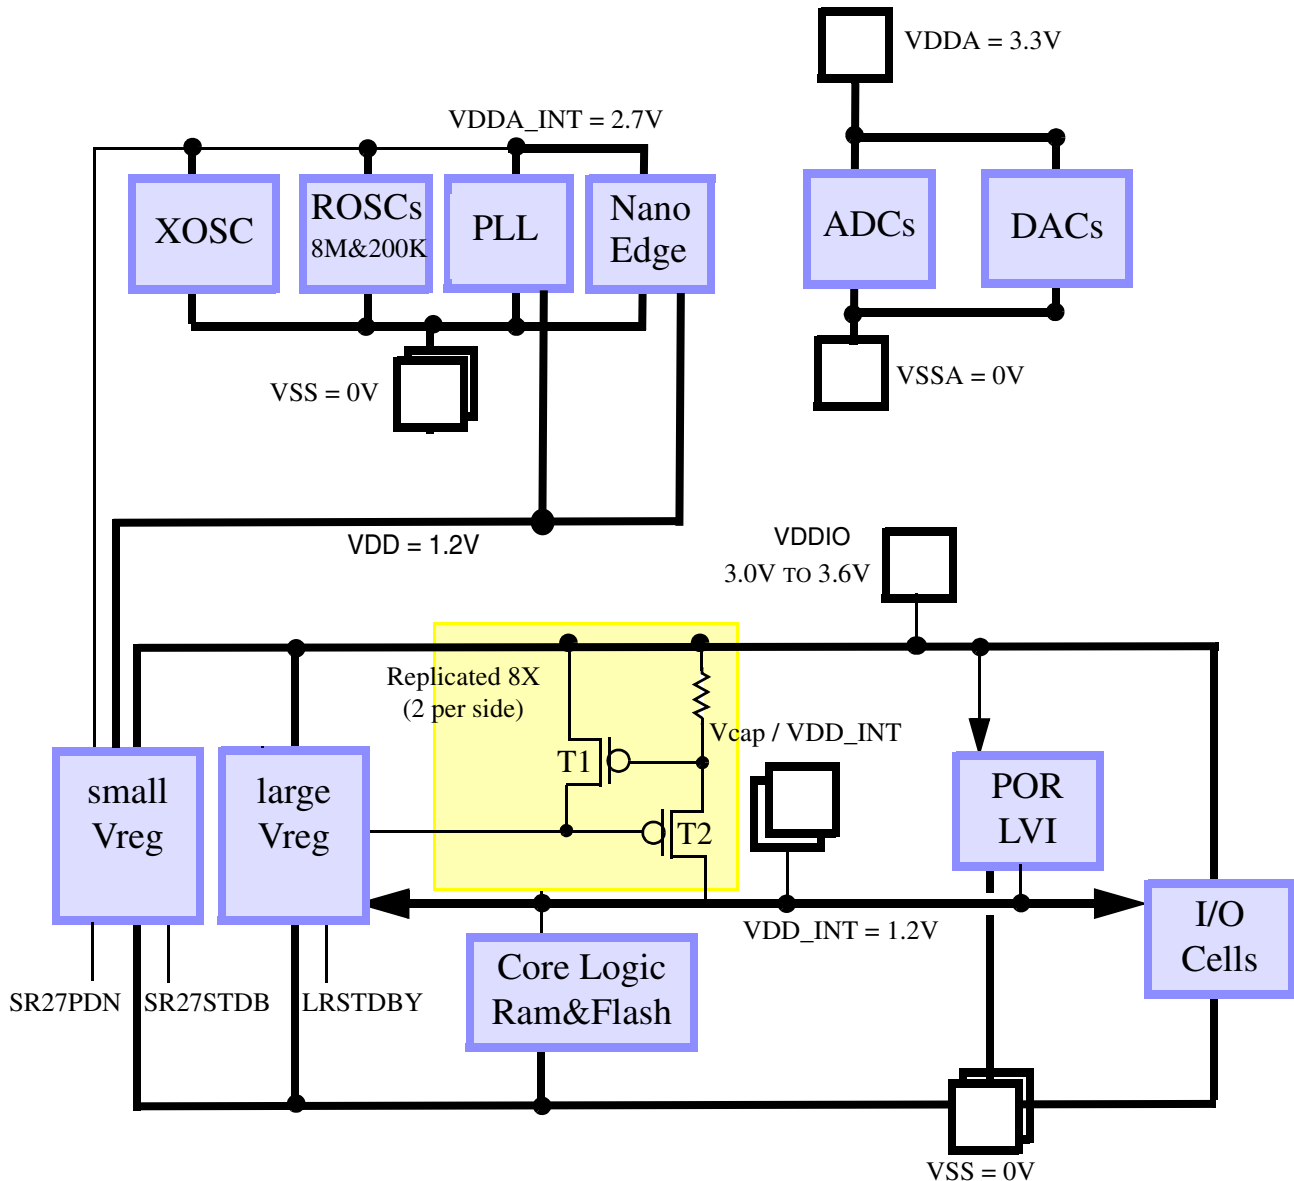 VDDA = 3.3V
VDDA_INT = 2.7V
XOSC
ROSCs
8M&200K
PLL
Nano
Edge
ADCs
DACs
VSS = 0V
VSSA = 0V
VDD = 1.2V
VDDIO
3.0V TO 3.6V
Replicated 8X
(2 per side)
Vcap / VDD_INT
T1
T2
small
Vreg
large
Vreg
POR
LVI
VDD_INT = 1.2V
I/O
Cells
Core Logic
Ram&Flash
SR27PDN
SR27STDB
LRSTDBY
VSS = 0V